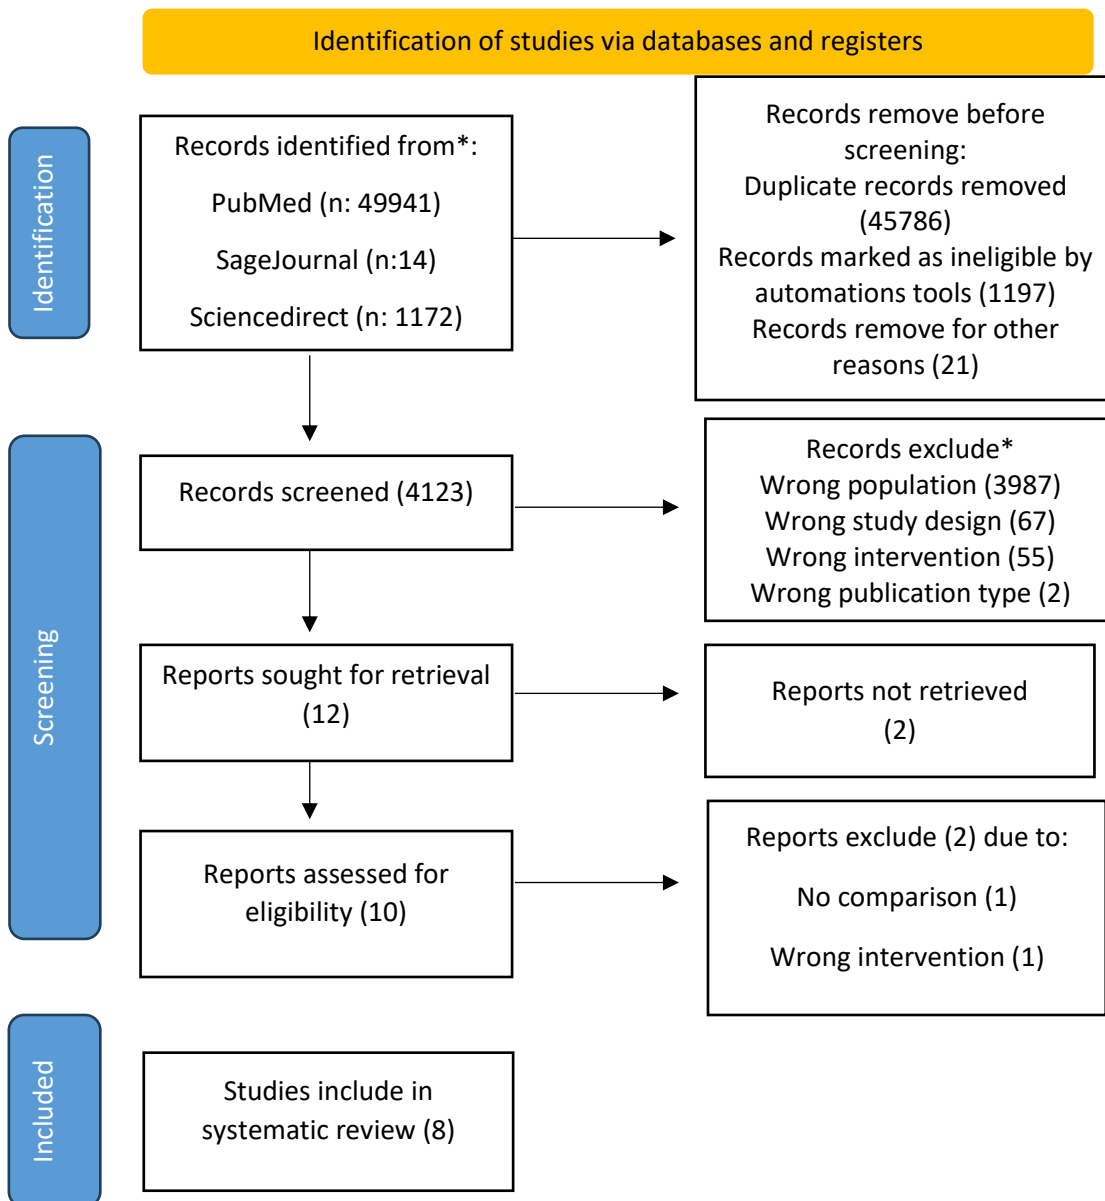 Identification of studies via databases and registers
Identification
Records identified from*:
PubMed (n: 49941)
SageJournal (n:14)
Sciencedirect (n: 1172)
Records remove before
screening:
Duplicate records removed
(45786)
Records marked as ineligible by
automations tools (1197)
Records remove for other
reasons (21)
Screening
Records screened (4123)
Records exclude*
Wrong population (3987)
Wrong study design (67)
Wrong intervention (55)
Wrong publication type (2)
Reports sought for retrieval
(12)
Reports not retrieved
(2)
Reports assessed for
eligibility (10)
Reports exclude (2) due to:
No comparison (1)
Wrong intervention (1)
Included
Studies include in
systematic review (8)